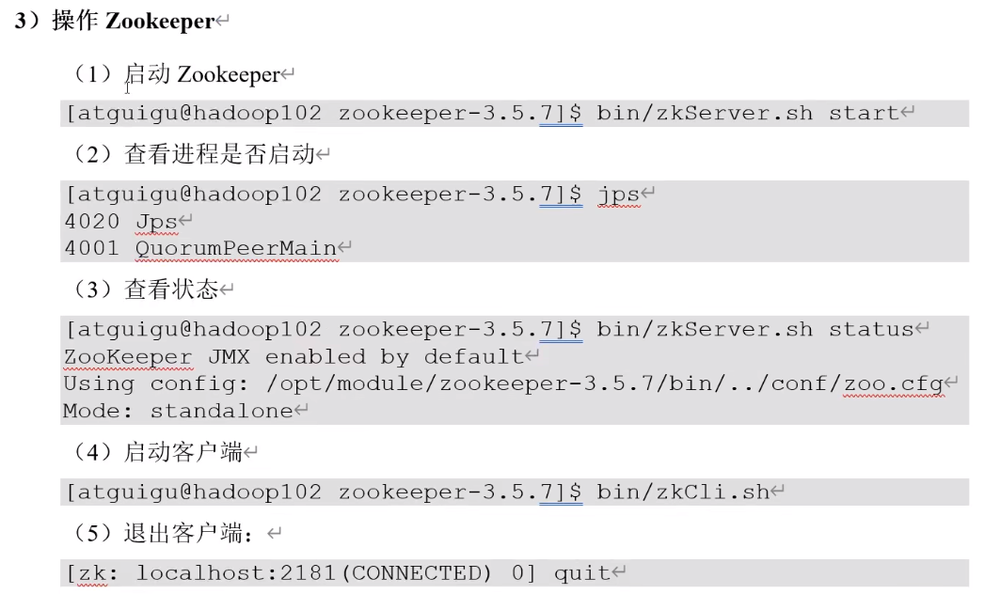 3）操作 Zookeeper↵
（1）启动 Zookeeper↵
[atguigu@hadoop102 zookeeper-3.5.7]$ bin/zkServer.sh start↵
（2）查看进程是否启动↵
[atguigu@hadoop102 zookeeper-3.5.7]$ jps↵
4020 Jps↵
4001 QuorumPeerMain↵
（3）查看状态↵
[atguigu@hadoop102 zookeeper-3.5.7]$ bin/zkServer.sh status↵
ZooKeeper JMX enabled by default↵
Using config: /opt/module/zookeeper-3.5.7/bin/../conf/zoo.cfg↵
Mode: standalone↵
（4）启动客户端↵
[atguigu@hadoop102 zookeeper-3.5.7]$ bin/zkCli.sh↵
（5）退出客户端：↵
[zk: localhost:2181(CONNECTED) 0] quit↵